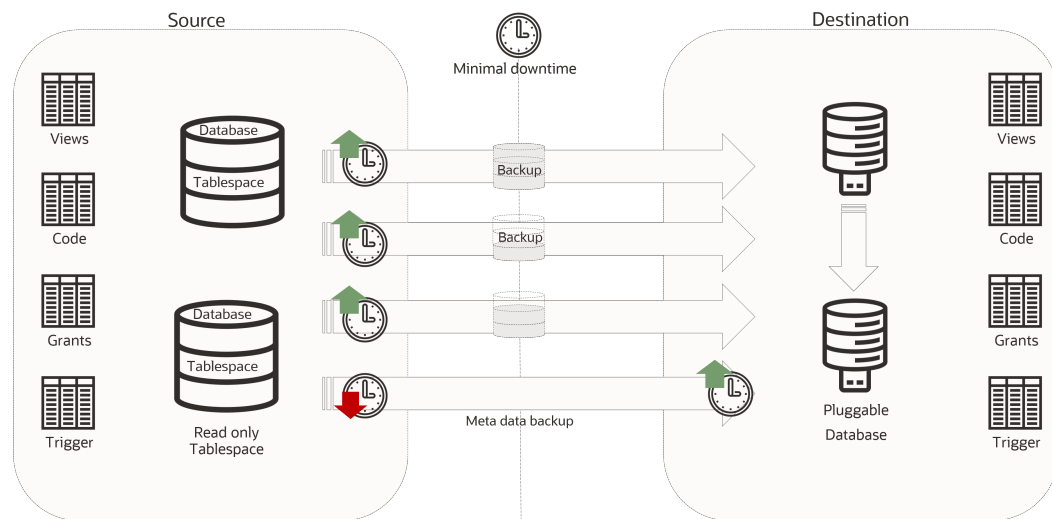 Source
Destination
Minimal downtime
Views
Database
Tablespace
Backup
Views
Code
Backup
Code
Grants
Database
Tablespace
Grants
Trigger
Read only
Tablespace
Meta data backup
Pluggable
Database
Trigger